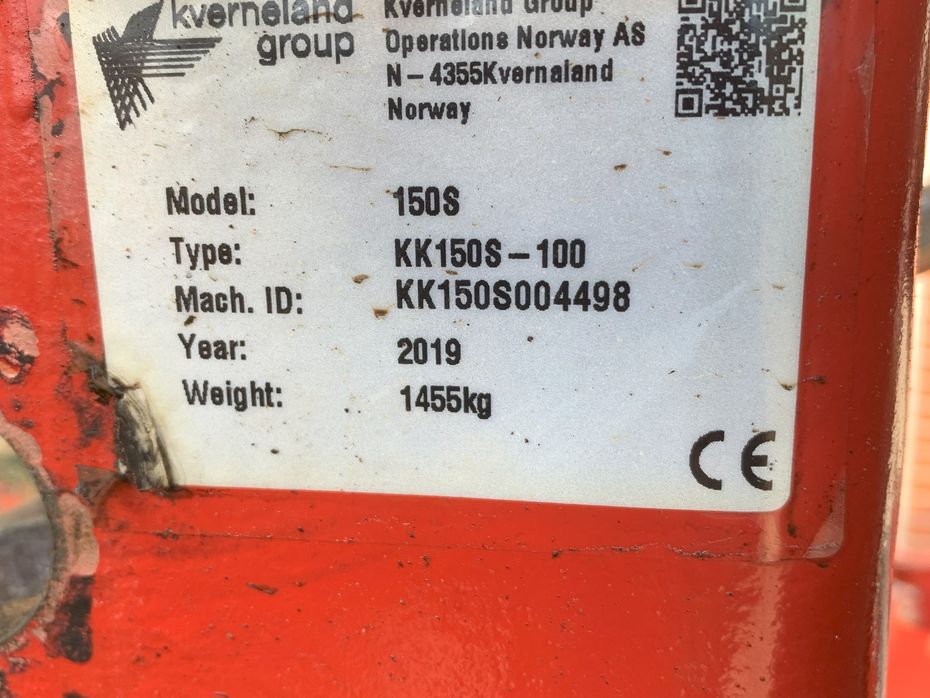 kverneland
group
Kverneland Group
Operations Norway AS
N-4355Kvernaland
Norway
Model: 150S
Type: KK150S-100
Mach. ID: KK150S004498
Year: 2019
Weight: 1455kg
CE